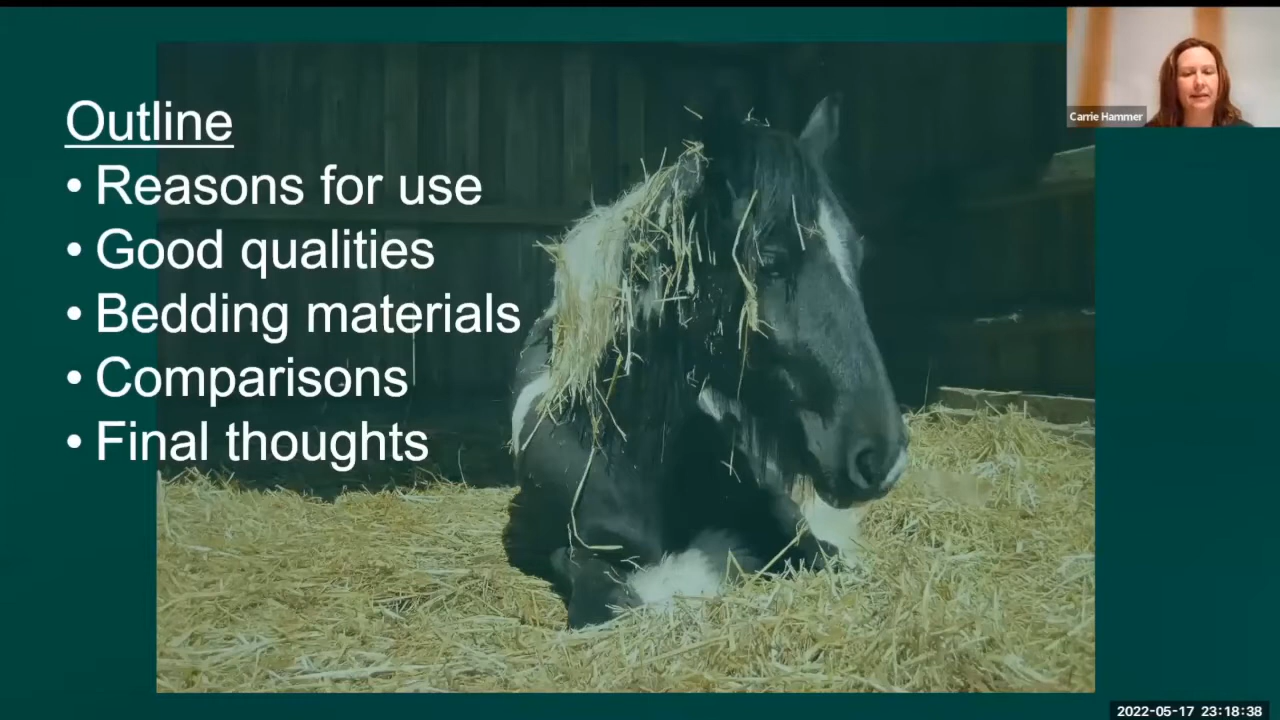 Outline
• Reasons for use
• Good qualities
• Bedding materials
• Comparisons
• Final thoughts
Carrie Hammer
2022-05-17 23:18:38